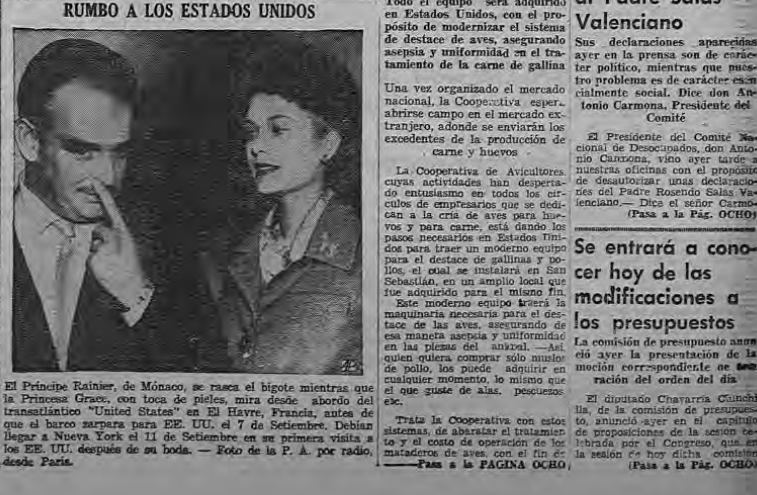 RUMBO A LOS ESTADOS UNIDOS
El Príncipe Rainier, de Mónaco, se rasca el bigote mientras que
la Princesa Grace, con toca de pieles, mira desde abordo del
transatlántico "United States" en El Havre, Francia, antes de
que el barco zarpara para EE. UU. el 7 de Setiembre. Debían
llegar a Nueva York el 11 de Setiembre en su primera visita a
los EE. UU. después de su boda. — Foto de la P. A. por radio,
desde París.
Todo el equipo será adquirido
en Estados Unidos, con el pro-
pósito de modernizar el sistema
de destace de aves, asegurando
asepsia y uniformidad en el tra-
tamiento de la carne de gallina
Una vez organizado el mercado
nacional, la Cooperativa espera
abrirse campo en el mercado ex-
tranjero, adonde se enviarán los
excedentes de la producción de
carne y huevos
La Cooperativa de Avicultores,
cuyas actividades han desperta-
do entusiasmo en todos los cír-
culos de empresarios que se dedi-
can a la cría de aves para hue-
vos y para carne, está dando los
pasos necesarios en Estados Uni-
dos para traer un moderno equipo
para el destace de gallinas y po-
llos, el cual se instalará en San
Sebastián, en un amplio local que
fue adquirido para el mismo fin.
Este moderno equipo traerá la
maquinaria necesaria para el des-
tace de las aves, asegurando de
esa manera asepsia y uniformidad
en las piezas del —Así
quien quiera comprar sólo muslos
de pollo, los puede adquirir en
cualquier momento, lo mismo que
el que guste de alas, pescuezos
etc.
Trata la Cooperativa con estos
sistemas, de abaratar el tratamien-
to y el costo de operación de los
mataderos de aves, con el fin de
—Pasa a la PAGINA OCHO
al Padre Salas
Valenciano
Sus declaraciones aparecidas
ayer en la prensa son de carác-
ter político, mientras que nues-
tro problema es de carácter esen-
cialmente social. Dice don An-
tonio Carmona, Presidente del
Comité
El Presidente del Comité Na-
cional de Desocupados, don Anto-
nio Carmona, vino ayer tarde a
nuestras oficinas con el propósito
de desautorizar unas declaracio-
nes del Padre Rosendo Salas Va-
lenciano.— Dice el señor Carmo-
(Pasa a la Pág. OCHO)
Se entrará a cono-
cer hoy de las
modificaciones a
los presupuestos
La comisión de presupuesto anun
ció ayer la presentación de la
moción correspondiente
ración del orden del día
El diputado Chavarría
lla, de la comisión de presupues-
to, anunció ayer en el capítulo
de proposiciones de la sesión ce-
lebrada por el Congreso, que en
la sesión de hoy dicha comisión
(Pasa a la Pág. OCHO)